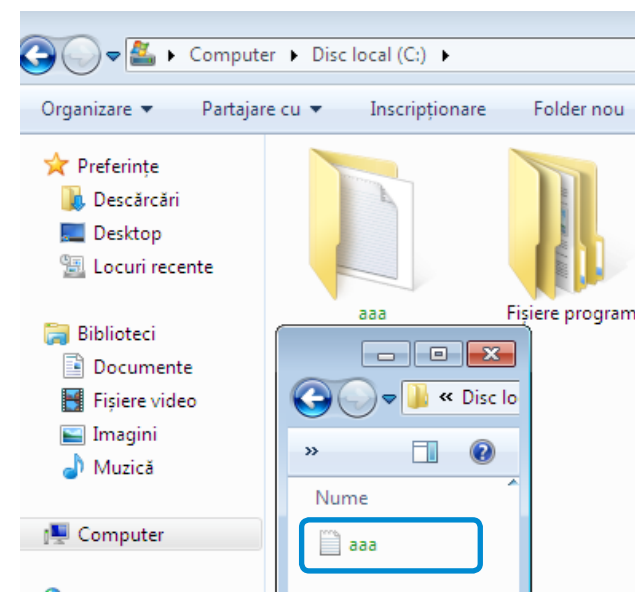 Computer Disc local (C:)
Organizare Partajare cu Inscripționare Folder nou
Preferințe
Descărcări
Desktop
Locuri recente
Biblioteci
Documente
Fișiere video
Imagini
Muzică
Computer
aaa
Fișiere program
« Disc lo
»
Nume
aaa